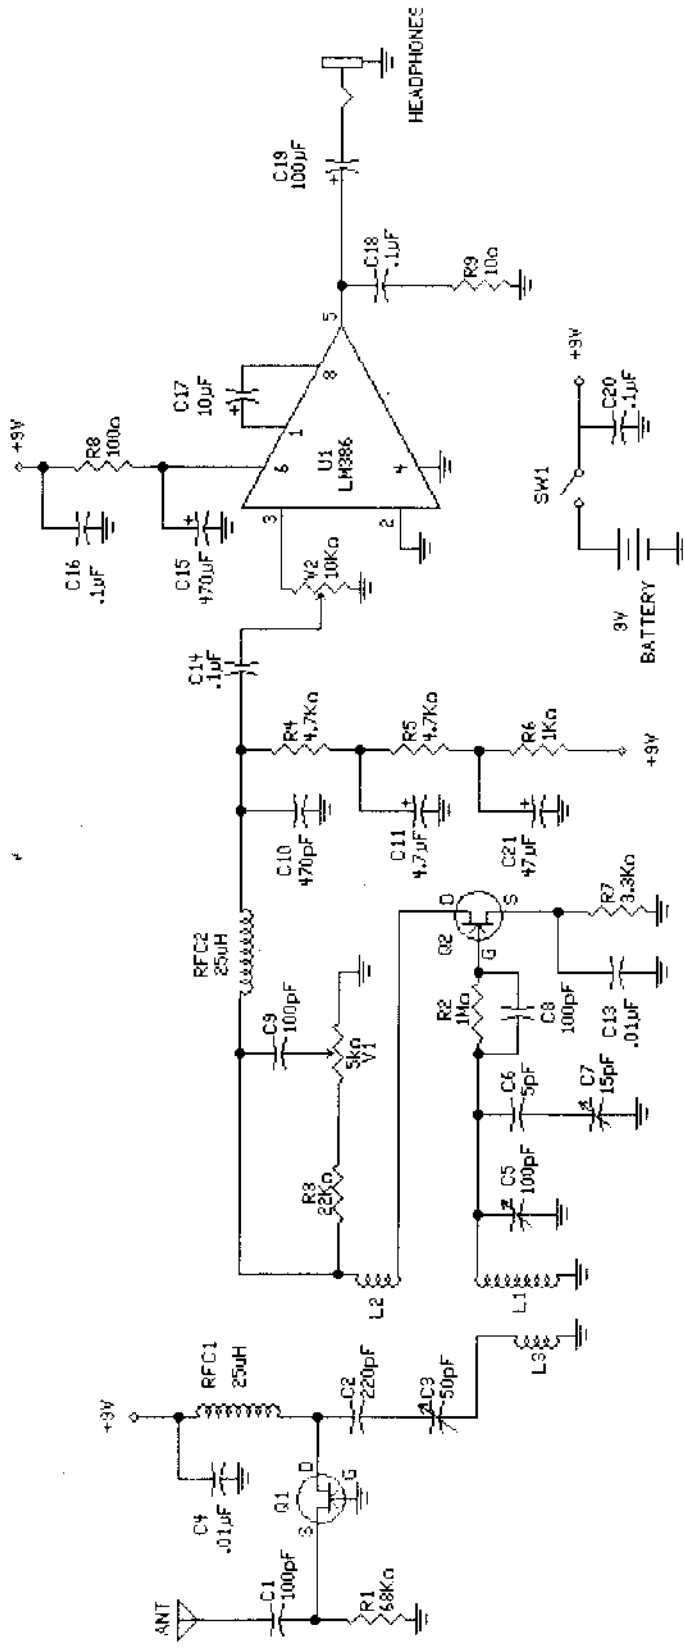 ANT
C1
100pF
R1
68KΩ
S
Q1
D
G
C4
.01µF
+9V
RFC1
25uH
C2
220pF
C3
50pF
L3
L2
L1
R3
22KΩ
5KΩ
V1
C9
100pF
RFC2
25uH
C5
100pF
C6
5pF
C7
15pF
R2
1MΩ
C8
100pF
G
Q2
D
S
C13
.01µF
R7
3.3KΩ
C10
470pF
R4
4.7KΩ
C11
4.7µF
+
R5
4.7KΩ
C21
47µF
+
R6
1KΩ
+9V
C14
.1µF
V2
10KΩ
C16
.1µF
+9V
R8
100Ω
C15
470µF
+
3
2
6
U1
LM386
4
1
8
5
C17
10µF
+
C18
.1µF
R9
10Ω
C19
100µF
+
HEADPHONES
9V
BATTERY
SW1
+9V
C20
.1µF